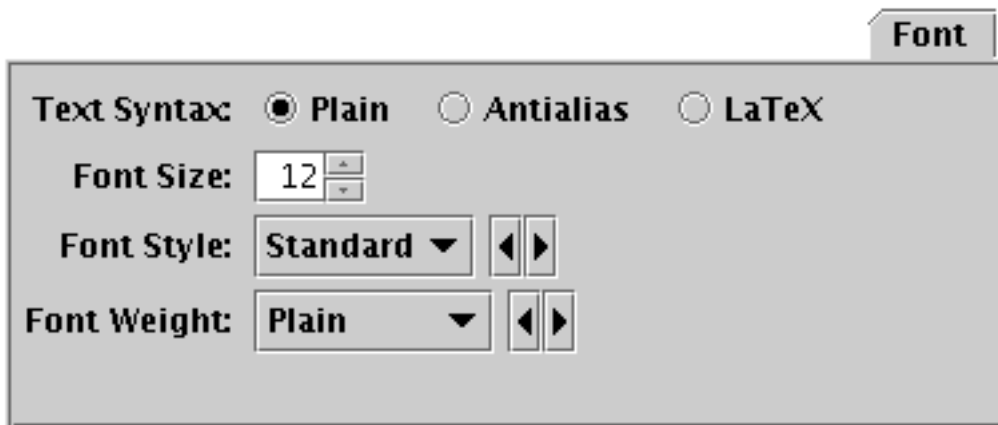 Font
Text Syntax: Plain Antialias LaTeX
Font Size: 12
Font Style: Standard
Font Weight: Plain